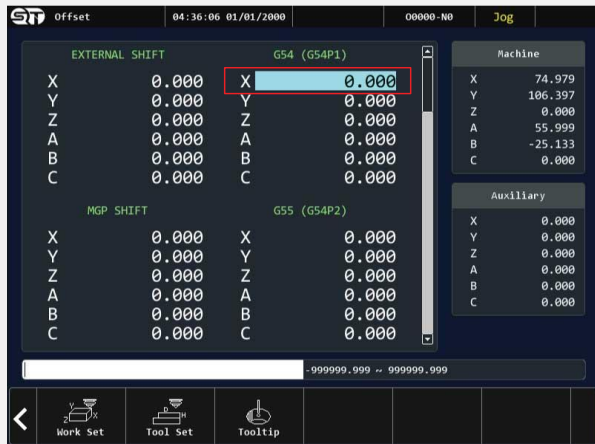 Offset 04:36:06 01/01/2000 O0000-N0 Jog
EXTERNAL SHIFT G54 (G54P1)
X 0.000 X 0.000
Y 0.000 Y 0.000
Z 0.000 Z 0.000
A 0.000 A 0.000
B 0.000 B 0.000
C 0.000 C 0.000
MGP SHIFT G55 (G54P2)
X 0.000 X 0.000
Y 0.000 Y 0.000
Z 0.000 Z 0.000
A 0.000 A 0.000
B 0.000 B 0.000
C 0.000 C 0.000
Machine
X 74.979
Y 106.397
Z 0.000
A 55.999
B -25.133
C 0.000
Auxiliary
X 0.000
Y 0.000
Z 0.000
A 0.000
B 0.000
C 0.000
-999999.999 ~ 999999.999
Work Set Tool Set Tooltip